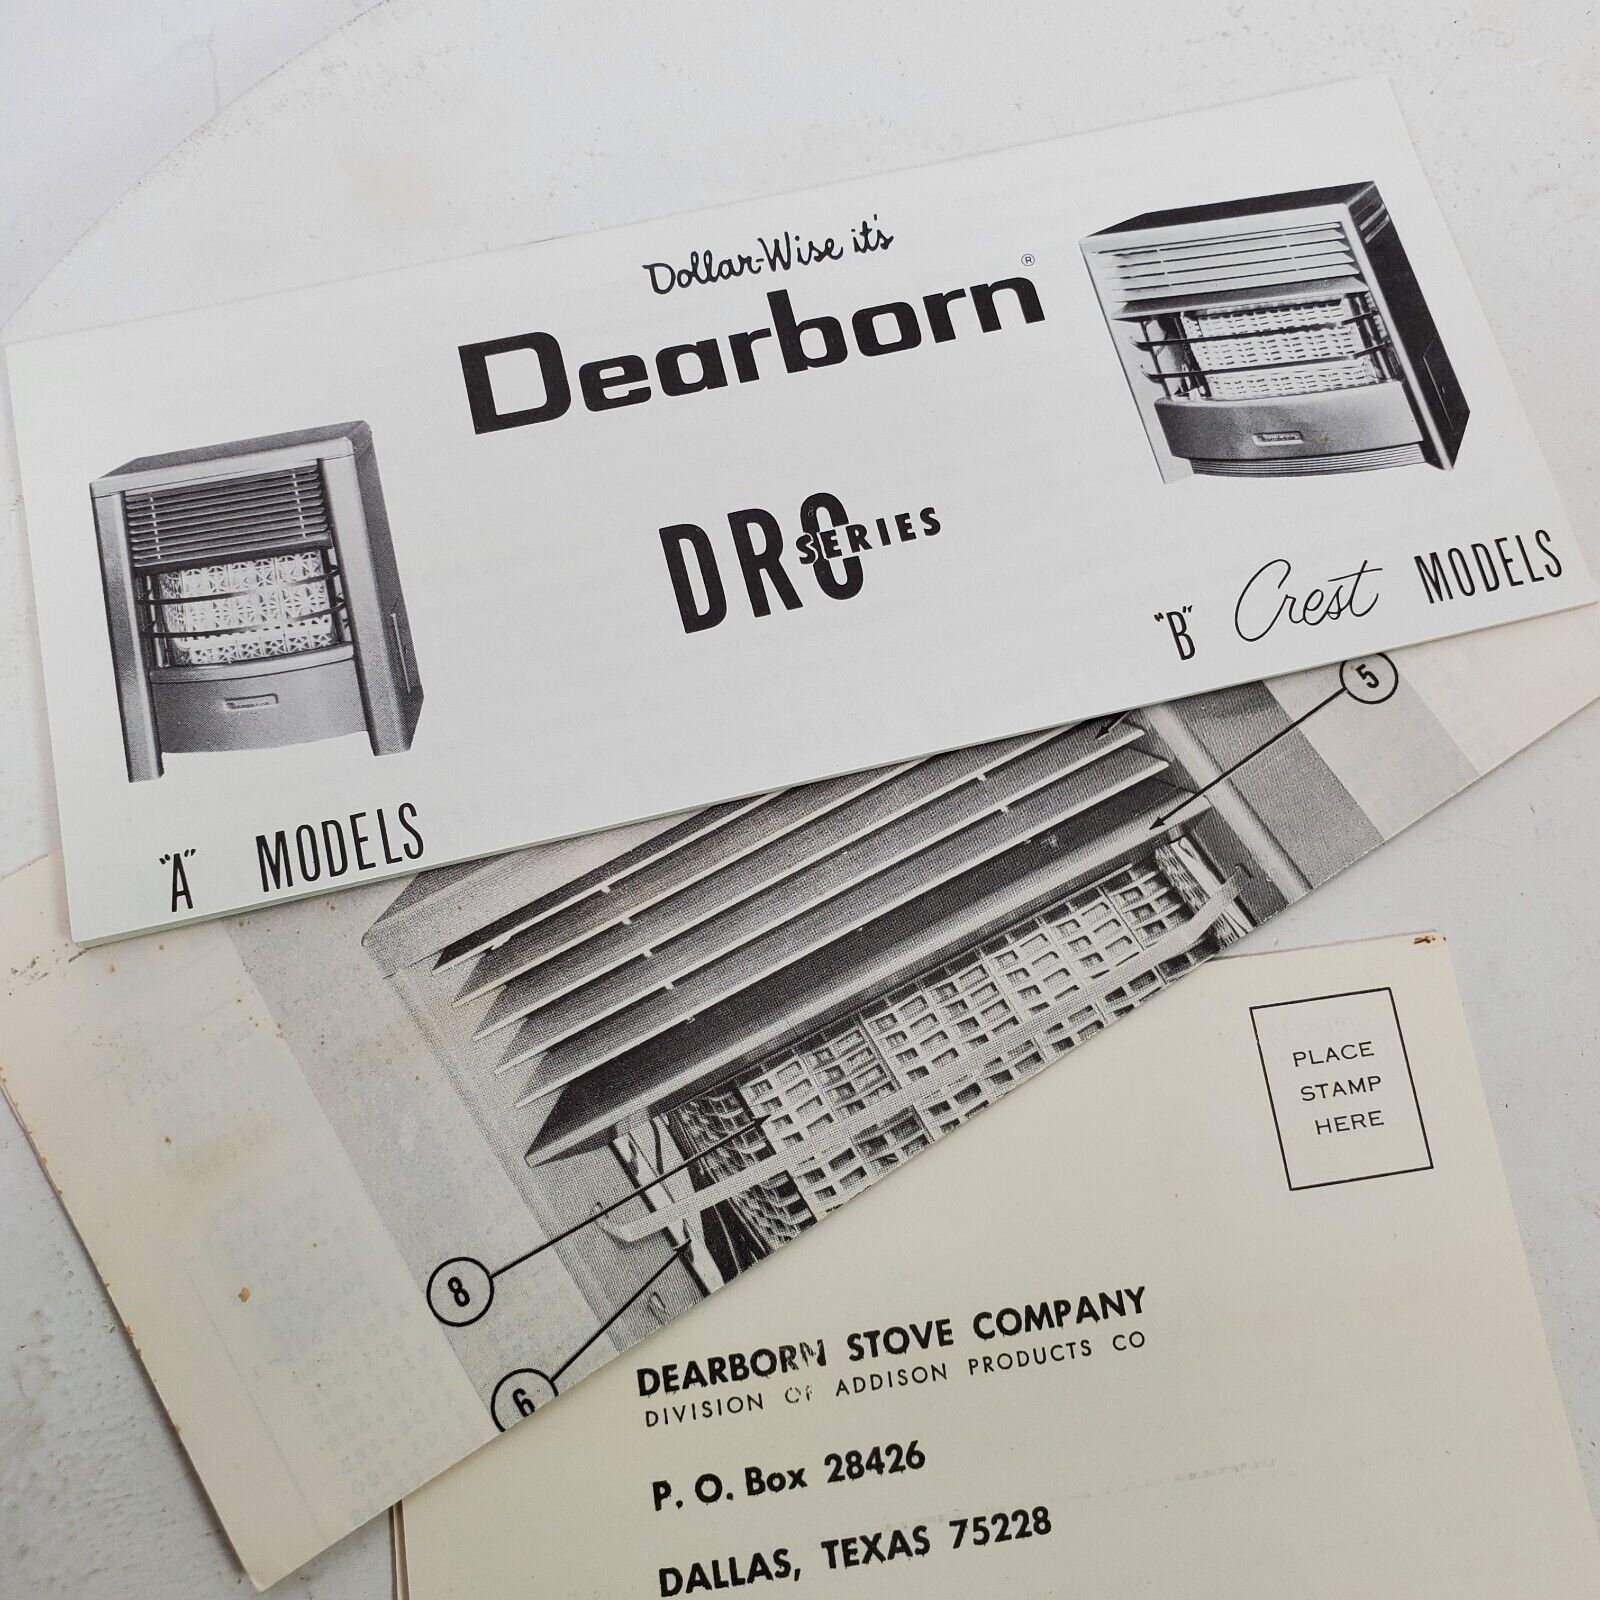 Dollar-Wise it's
Dearborn®
DRC SERIES
"A" MODELS
"B" Crest MODELS
5
8
6
PLACE
STAMP
HERE
DEARBORN STOVE COMPANY
DIVISION OF ADDISON PRODUCTS CO
P. O. Box 28426
DALLAS, TEXAS 75228